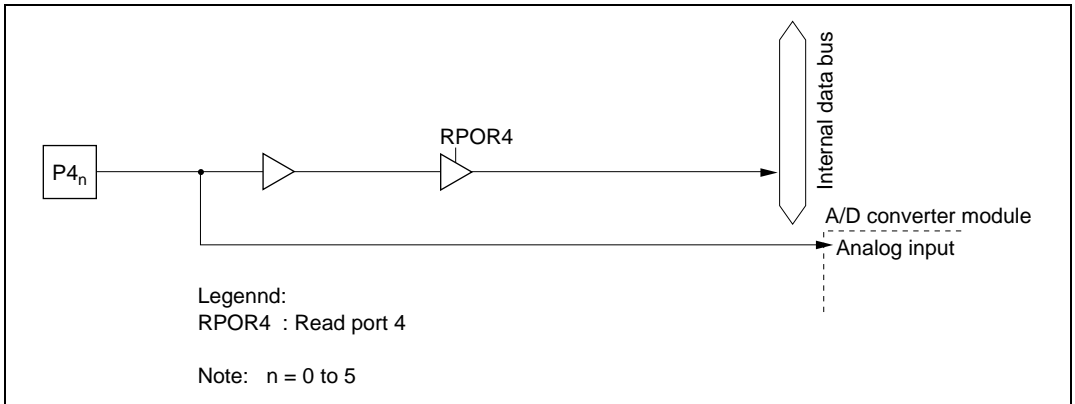 RPOR4
P4n
Internal data bus
A/D converter module
Analog input
Legennd:
RPOR4 : Read port 4
Note: n = 0 to 5